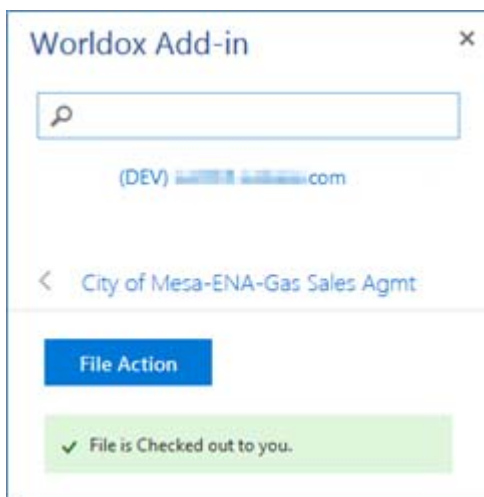 Worldox Add-in
(DEV) com
City of Mesa-ENA-Gas Sales Agmt
File Action
File is Checked out to you.